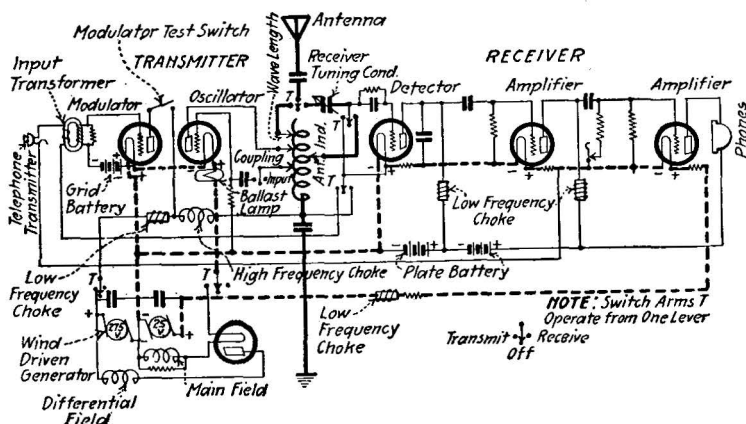 Antenna
Modulator Test Switch
TRANSMITTER
Wave Length
Receiver
Tuning Cond.
RECEIVER
Input
Transformer
Modulator
Oscillator
T
T
Detector
Amplifier
Amplifier
Phones
Telephone
Transmitter
Grid
Battery
Coupling
Input
Ant. Ind.
Ballast
Lamp
Low Frequency
Choke
Low
Frequency
Choke
High Frequency Choke
Plate Battery
T
T
Low
Frequency
Choke
NOTE: Switch Arms T
Operate from One Lever
Transmit
Receive
Off
Wind
Driven
Generator
275
V
25
V
Main Field
Differential
Field